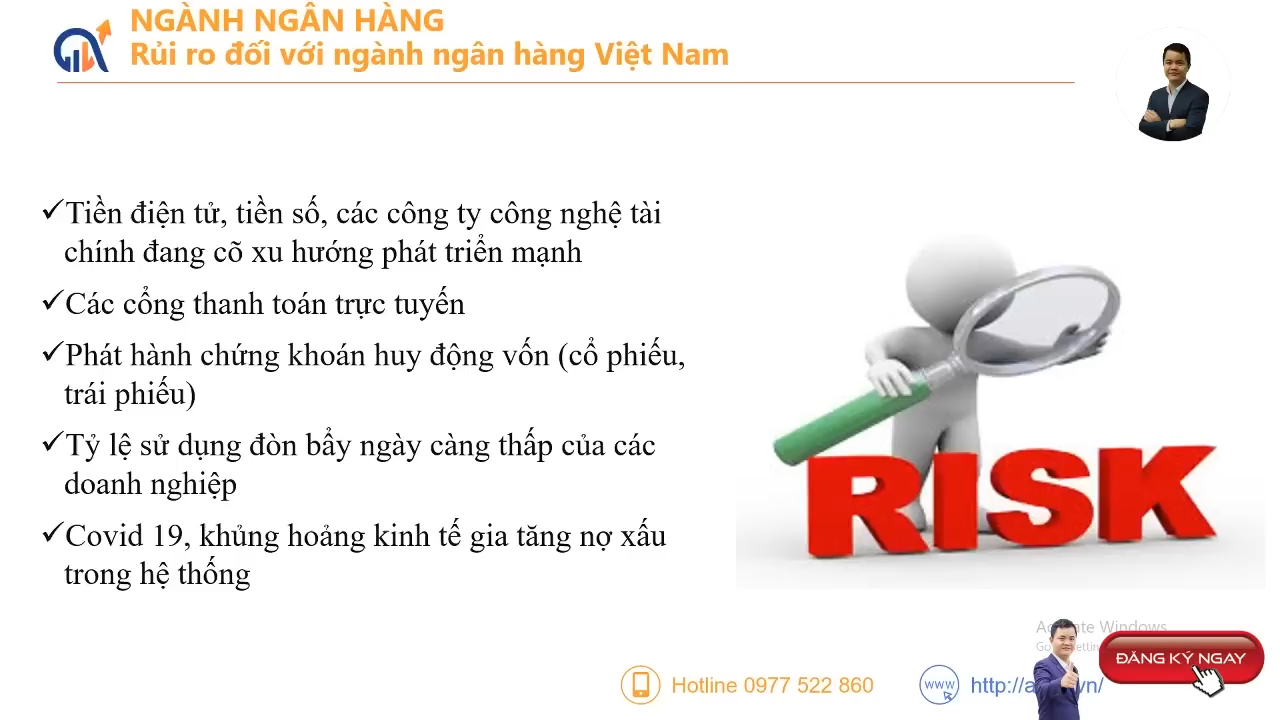 NGÀNH NGÂN HÀNG
Rủi ro đối với ngành ngân hàng Việt Nam
✓Tiền điện tử, tiền số, các công ty công nghệ tài
chính đang cõ xu hướng phát triển mạnh
✓Các cổng thanh toán trực tuyến
✓Phát hành chứng khoán huy động vốn (cổ phiếu,
trái phiếu)
✓Tỷ lệ sử dụng đòn bẩy ngày càng thấp của các
doanh nghiệp
✓Covid 19, khủng hoảng kinh tế gia tăng nợ xấu
trong hệ thống
RISK
Windows
ĐĂNG KÝ NGAY
Hotline 0977 522 860
www